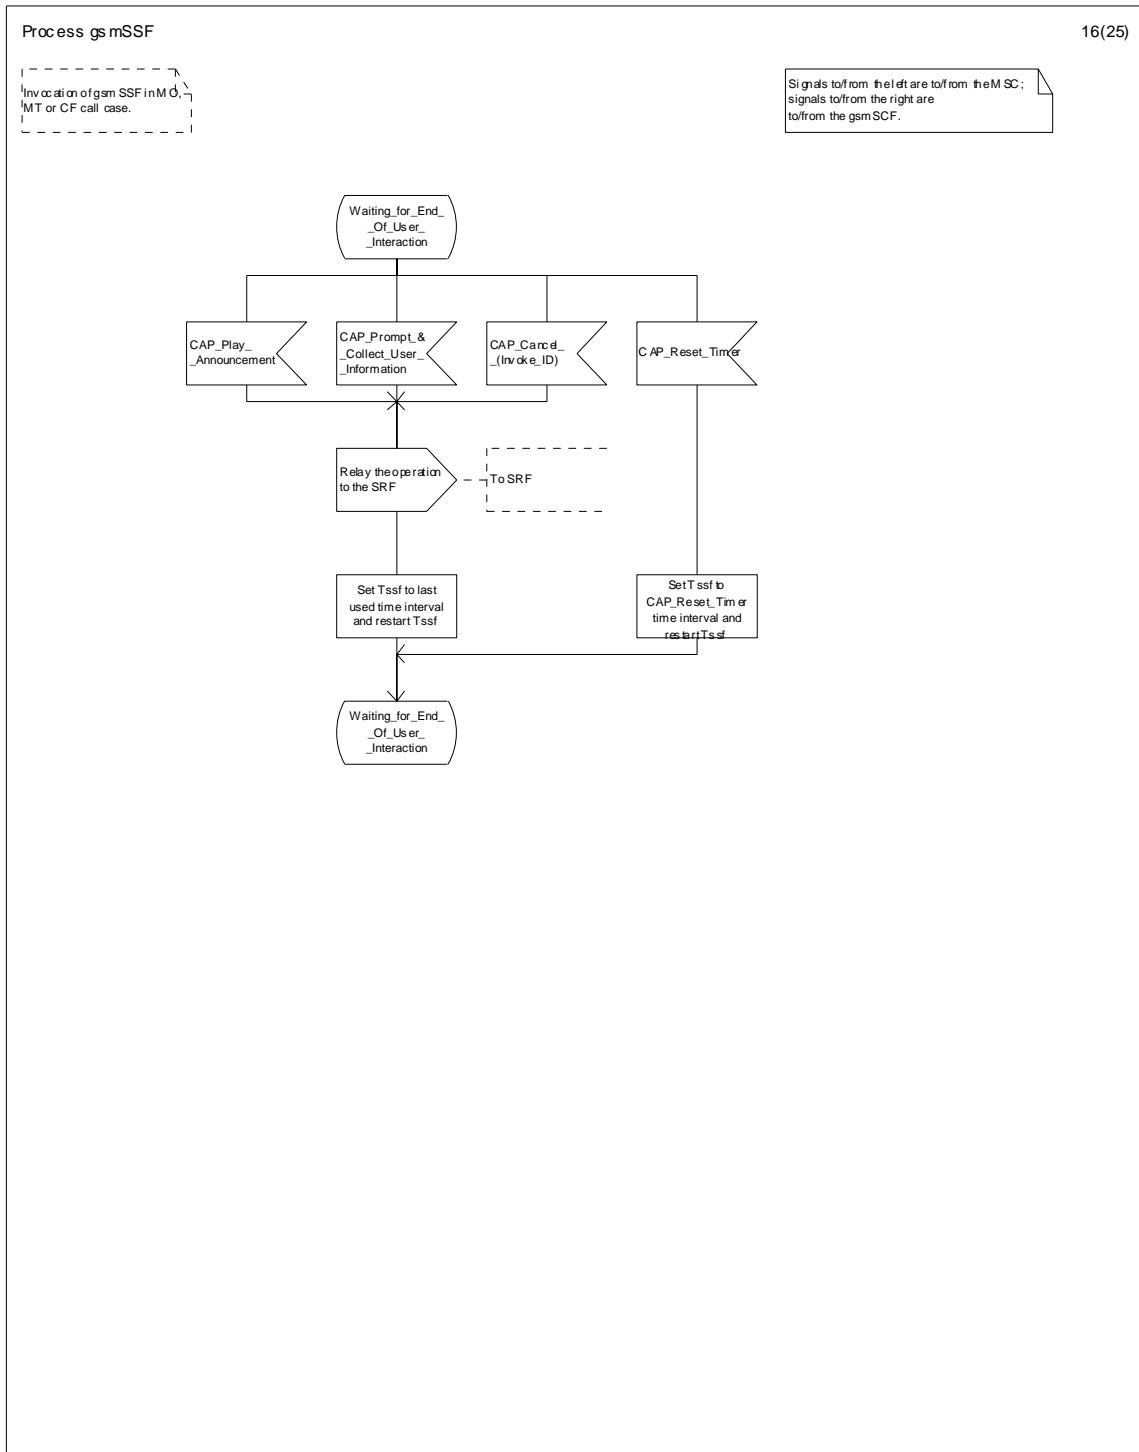 Process gsmSSF
16(25)
Invocation of gsmSSF in MO,
MT or CF call case.
Signals to/from the left are to/from the MSC;
signals to/from the right are
to/from the gsmSCF.
Waiting_for_End_
_Of_User_
_Interaction
CAP_Play_
_Announcement
CAP_Prompt_&
_Collect_User_
_Information
CAP_Cancel_
_(Invoke_ID)
CAP_Reset_Timer
Relay the operation
to the SRF
To SRF
Set Tssf to last
used time interval
and restart Tssf
Set Tssf to
CAP_Reset_Timer
time interval and
restart Tssf
Waiting_for_End_
_Of_User_
_Interaction